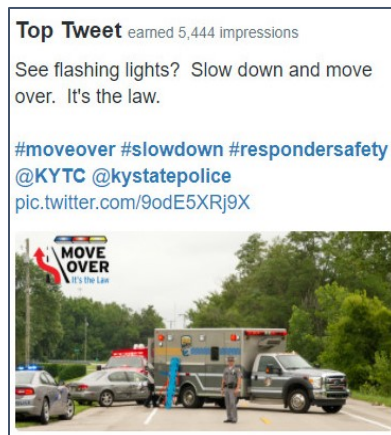 Top Tweet earned 5,444 impressions
See flashing lights?  Slow down and move
over.  It's the law.
#moveover #slowdown #respondersafety
@KYTC @kystatepolice
pic.twitter.com/9odE5XRj9X
MOVE
OVER
It's the Law